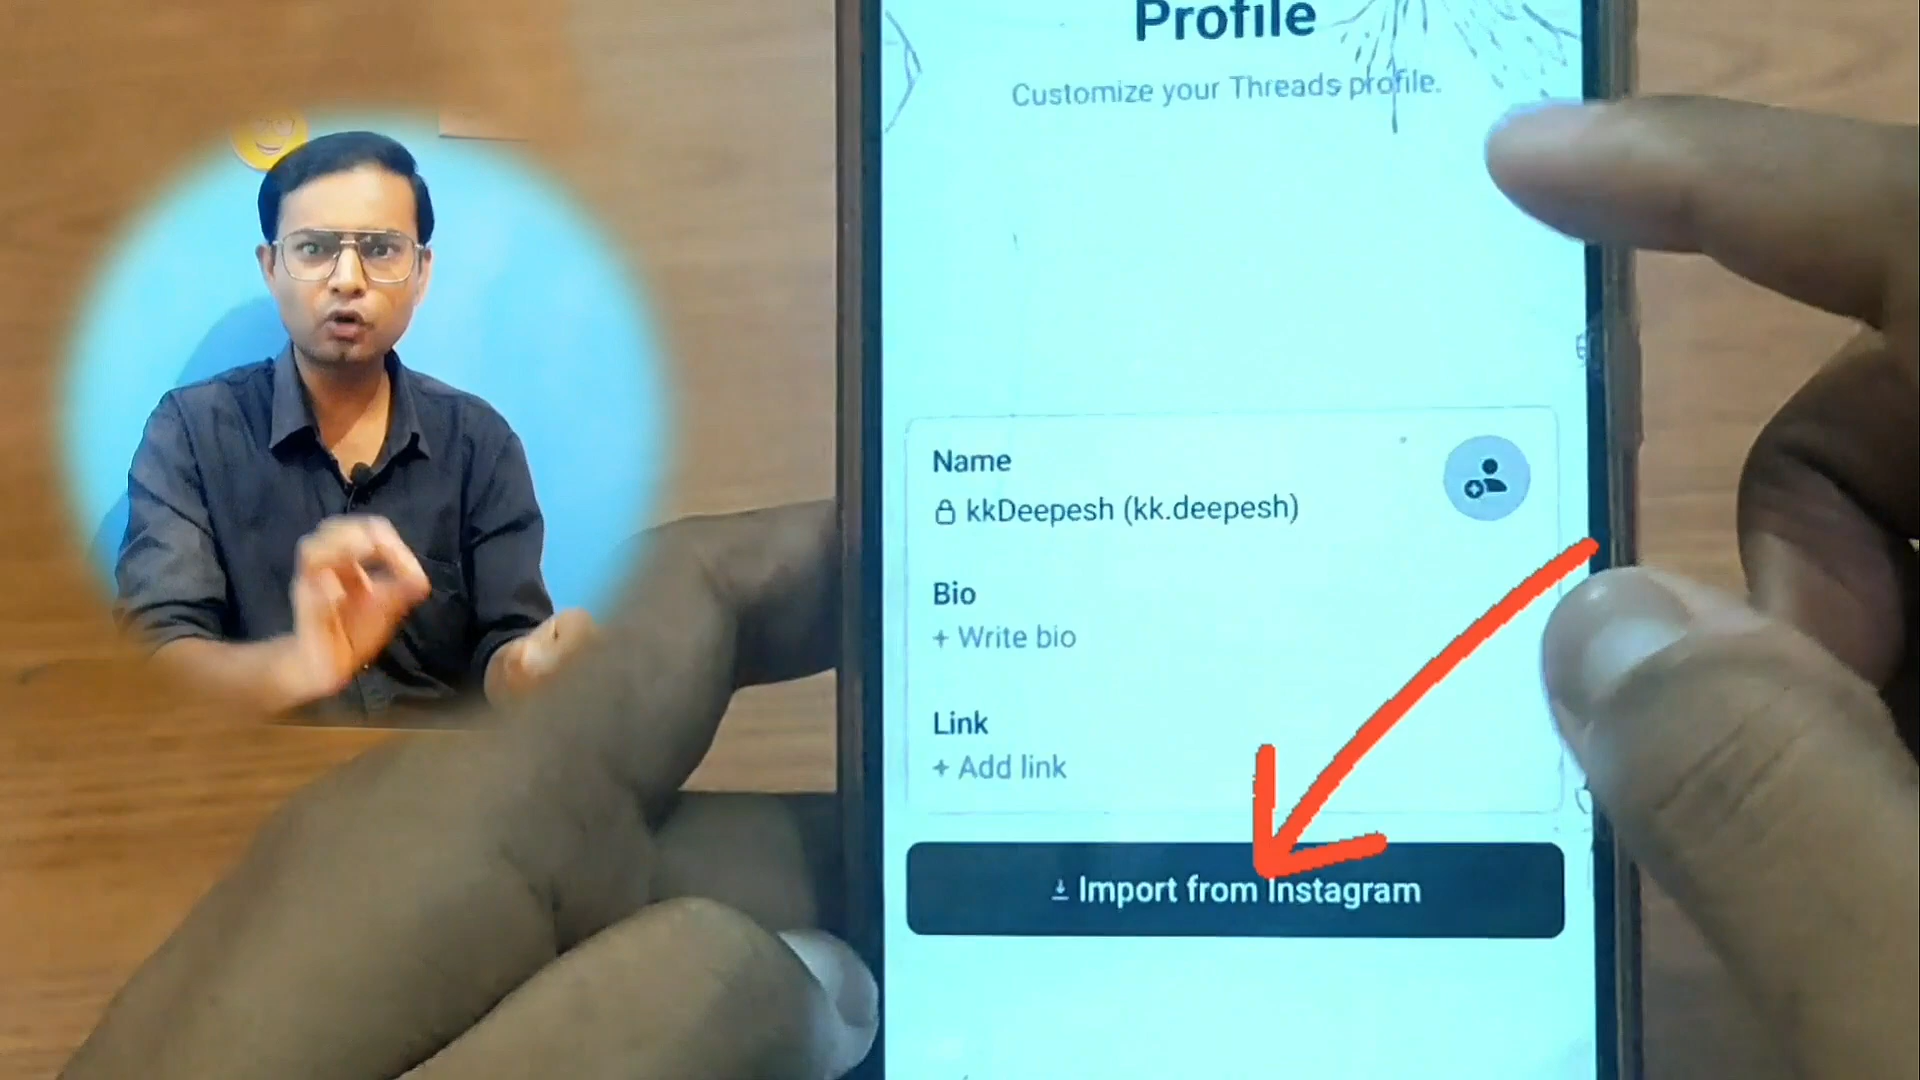 Profile
Customize your Threads profile.
Name
kkDeepesh (kk.deepesh)
Bio
+ Write bio
Link
+ Add link
Import from Instagram